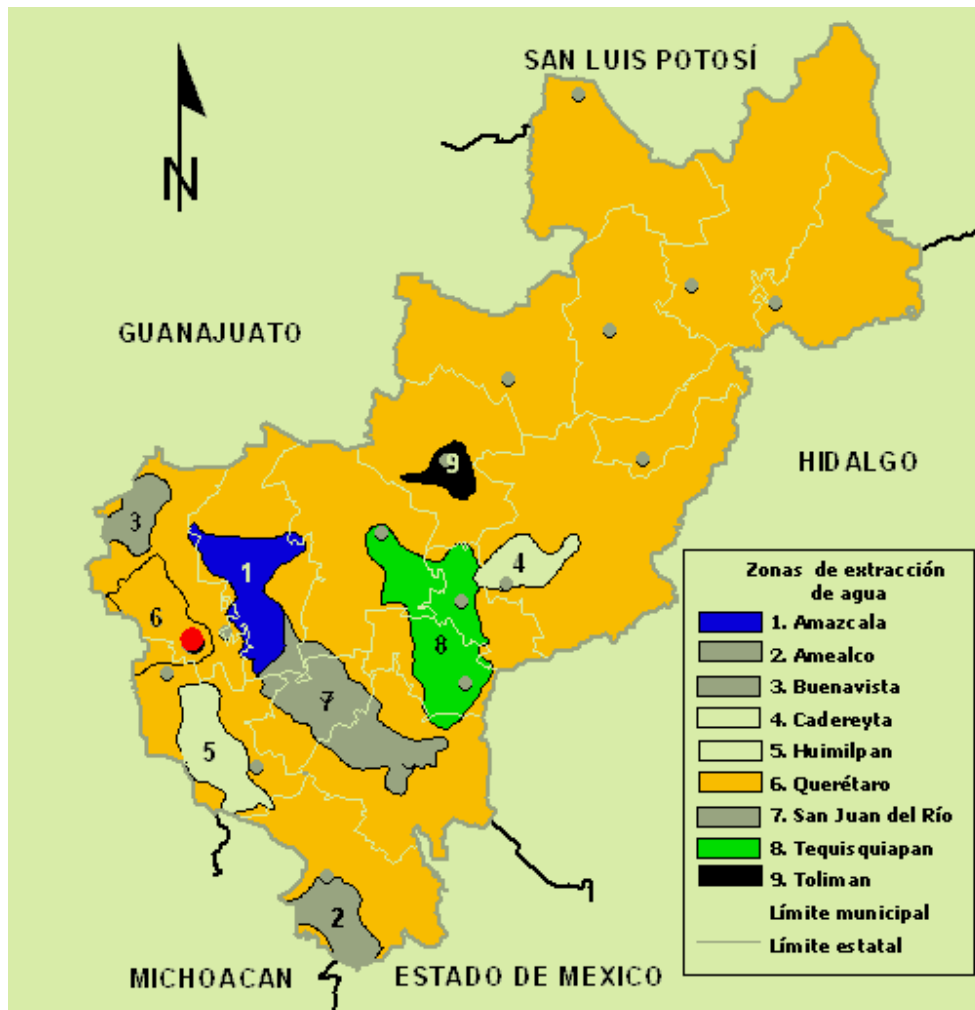 SAN LUIS POTOSÍ
N
GUANAJUATO
HIDALGO
9
3
1
4
6
8
7
5
2
MICHOACAN
ESTADO DE MEXICO
Zonas de extracción
de agua
1. Amazcala
2. Amealco
3. Buenavista
4. Cadereyta
5. Huimilpan
6. Querétaro
7. San Juan del Río
8. Tequisquiapan
9. Toliman
Límite municipal
Límite estatal